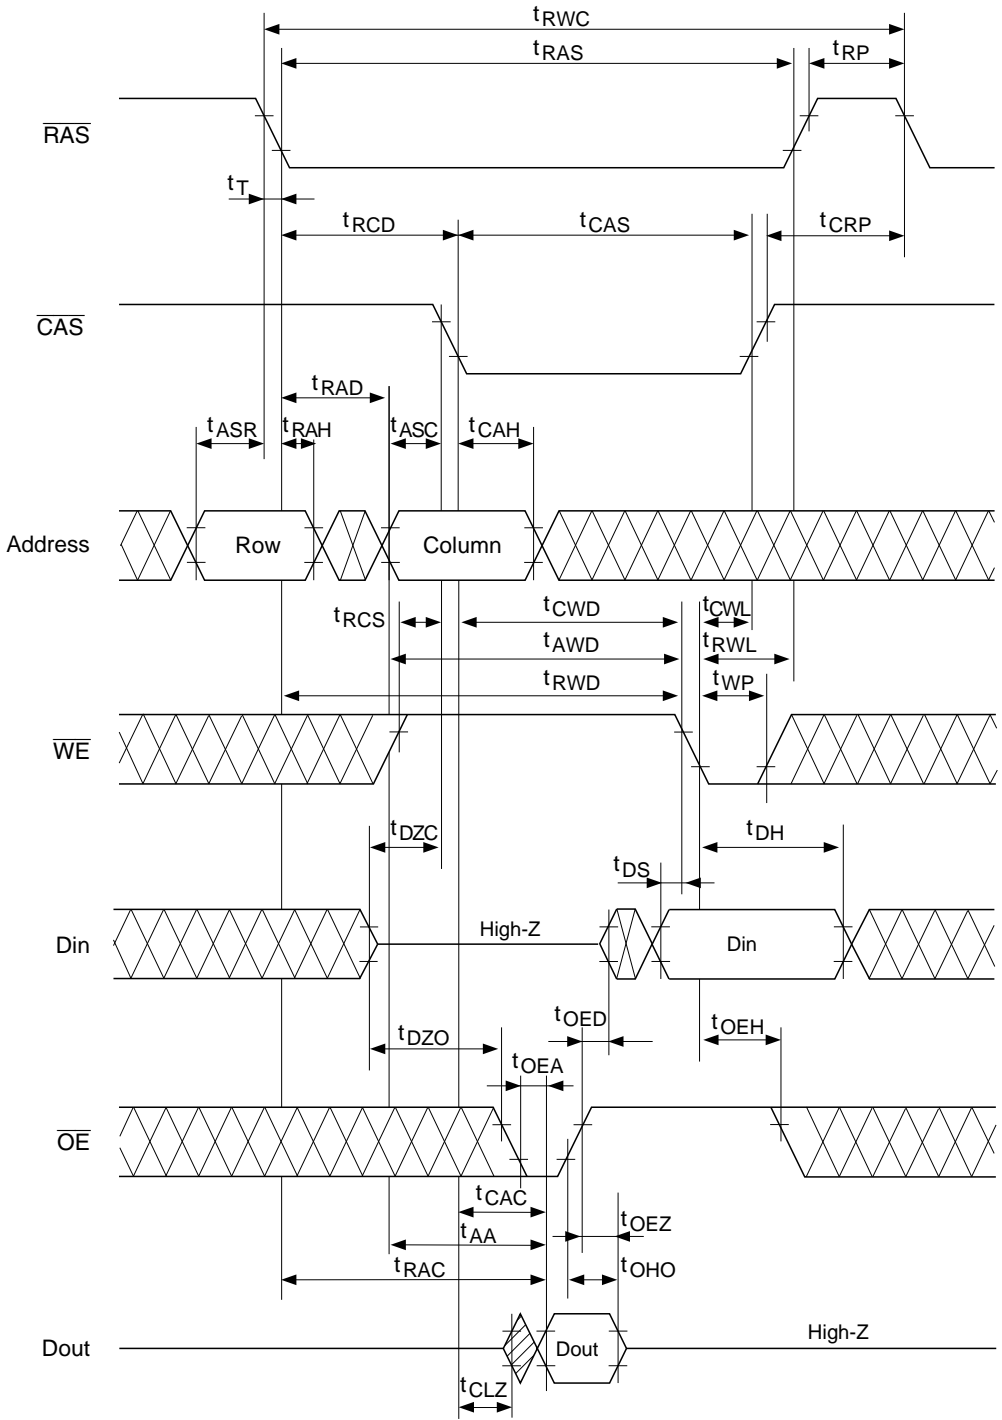 tRWC
tRAS
tRP
RAS
tT
tRCD
tCAS
tCRP
CAS
tRAD
tASR
tRAH
tASC
tCAH
Address
Row
Column
tRCS
tCWD
tCWL
tAWD
tRWL
tRWD
tWP
WE
tDZC
tDH
tDS
Din
High-Z
Din
tOED
tOEH
tDZO
tOEA
OE
tCAC
tOEZ
tAA
tRAC
tOHO
Dout
Dout
High-Z
tCLZ